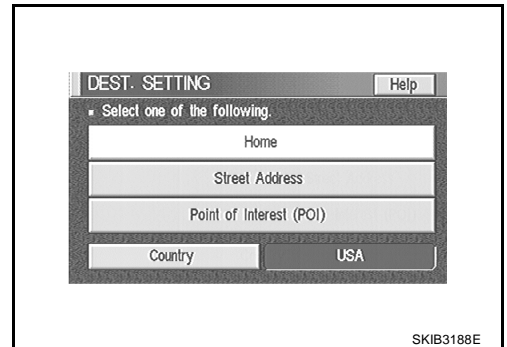 DEST. SETTING Help
▪ Select one of the following.
Home
Street Address
Point of Interest (POI)
Country USA
SKIB3188E